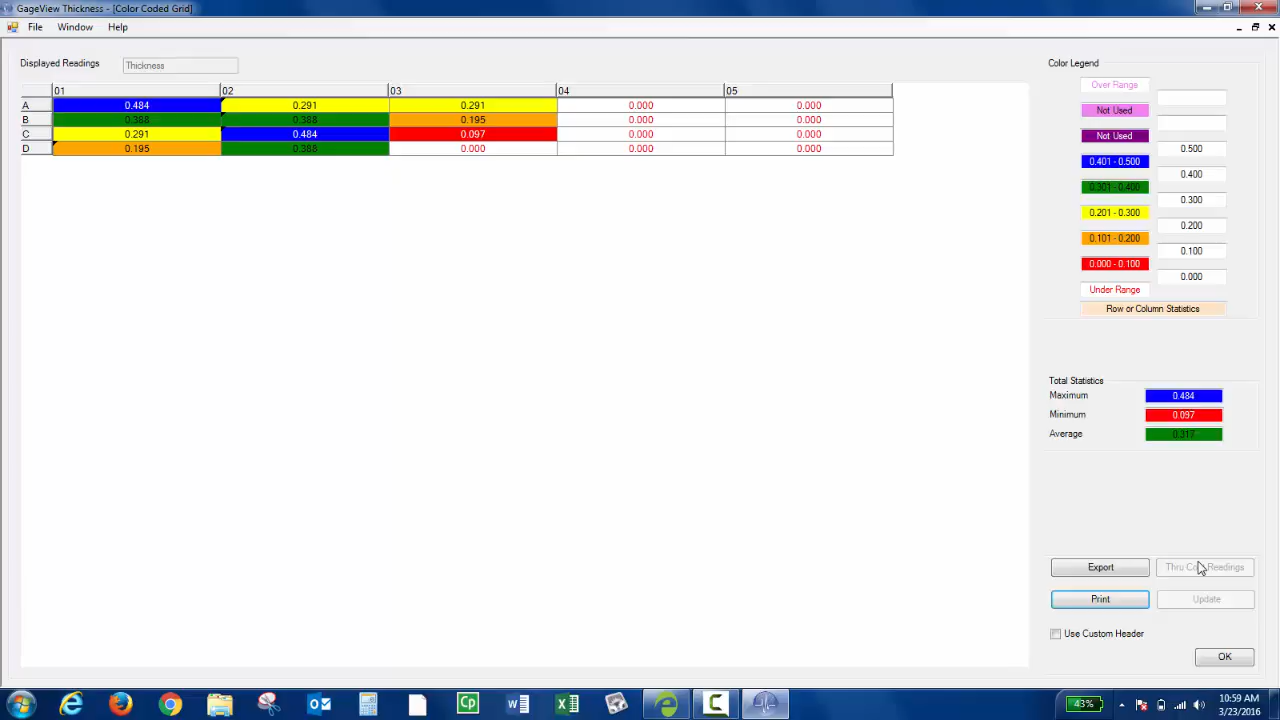 GageView Thickness - [Color Coded Grid]
File Window Help
Displayed Readings Thickness
01 02 03 04 05
A 0.484 0.291 0.291 0.000 0.000
B 0.388 0.388 0.195 0.000 0.000
C 0.291 0.484 0.097 0.000 0.000
D 0.195 0.388 0.000 0.000 0.000
Color Legend
Over Range
Not Used
Not Used
0.500
0.401 - 0.500
0.400
0.301 - 0.400
0.300
0.201 - 0.300
0.200
0.101 - 0.200
0.100
0.000 - 0.100
0.000
Under Range
Row or Column Statistics
Total Statistics
Maximum 0.484
Minimum 0.097
Average 0.317
Export Thru Readings
Print Update
Use Custom Header
OK
Cp
43%
10:59 AM
3/23/2016